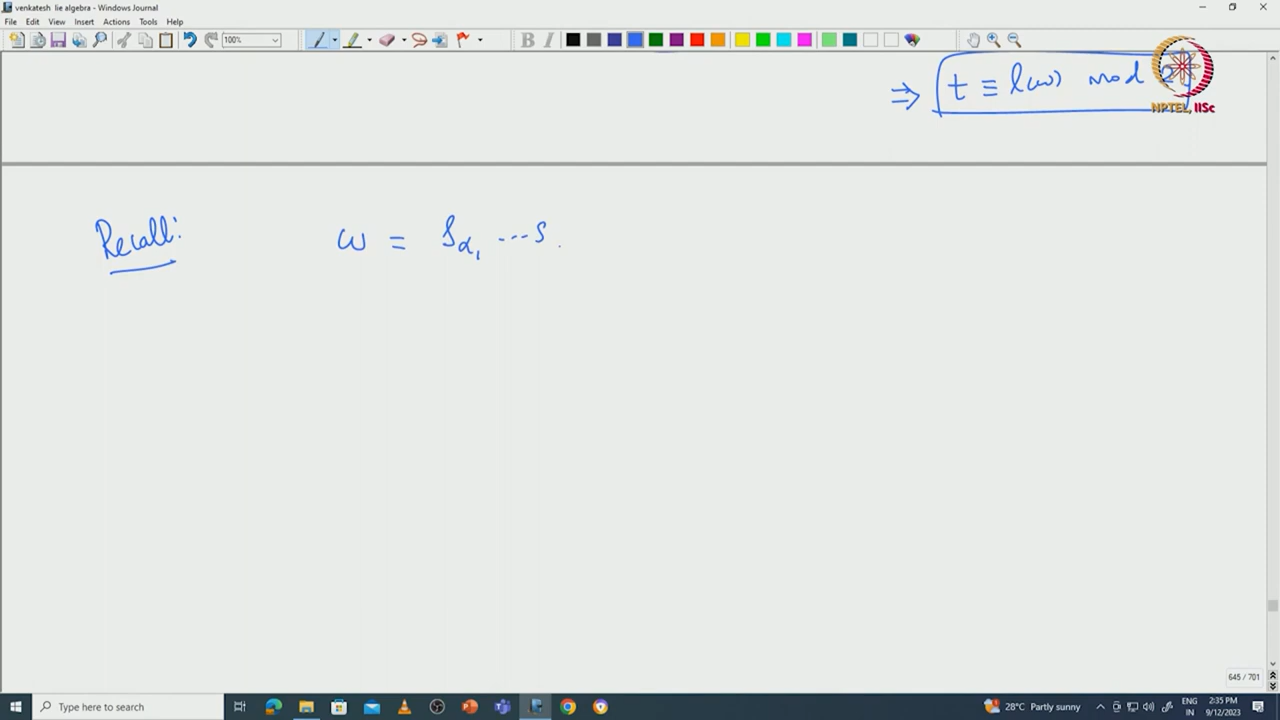 venkatesh lie algebra - Windows Journal
File Edit View Insert Actions Tools Help
100%
⇒ t ≡ l(ω) mod 2
NPTEL, IISc
Recall: ω = S_{α_1} ... S
645 / 701
Type here to search
28°C Partly sunny
ENG
IN
2:35 PM
9/12/2023